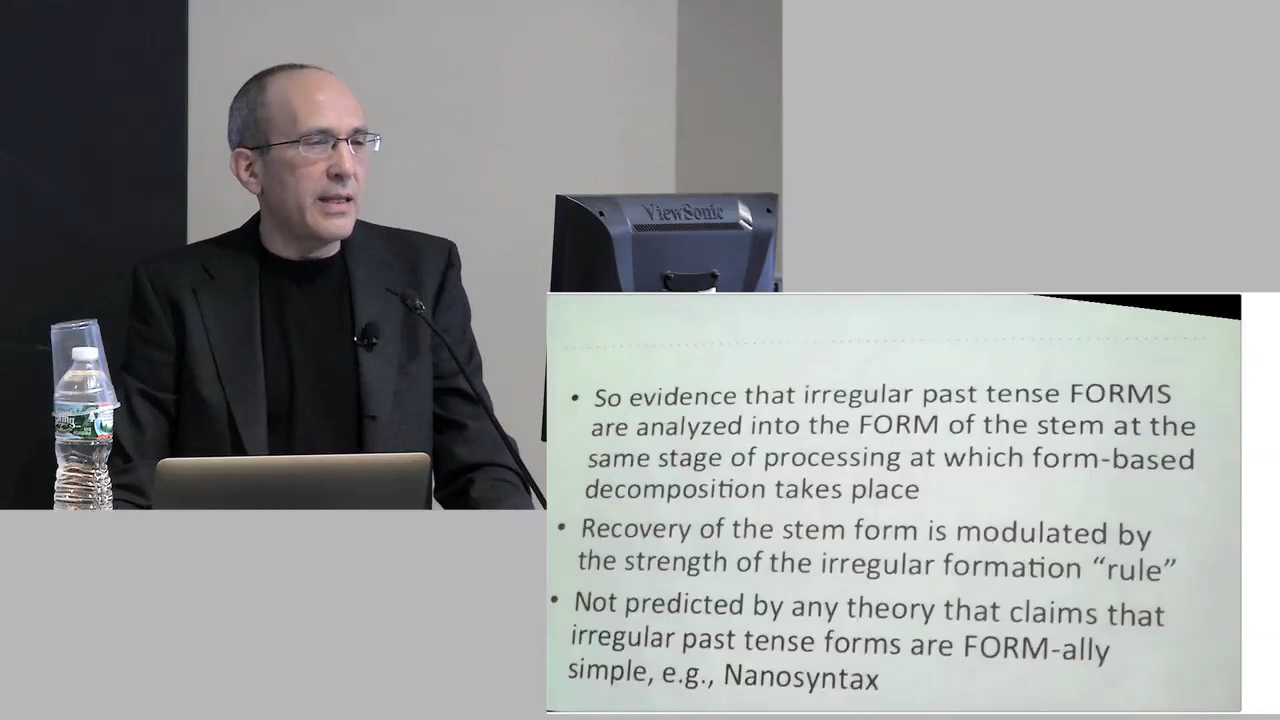 ViewSonic
• So evidence that irregular past tense FORMS
are analyzed into the FORM of the stem at the
same stage of processing at which form-based
decomposition takes place
• Recovery of the stem form is modulated by
the strength of the irregular formation “rule”
• Not predicted by any theory that claims that
irregular past tense forms are FORM-ally
simple, e.g., Nanosyntax